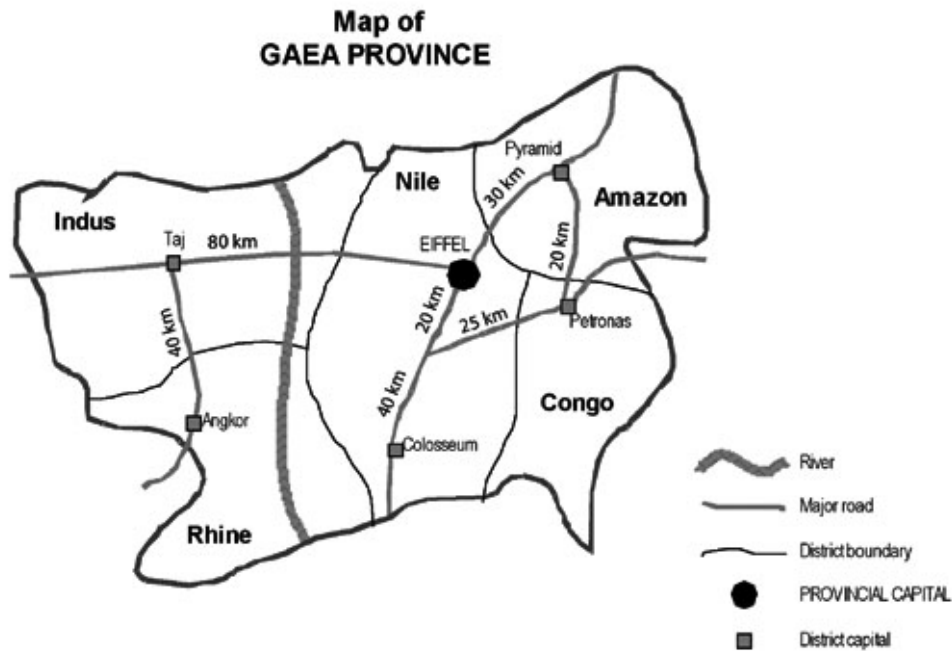 Map of
GAEA PROVINCE
Pyramid
Nile
30 km
Amazon
Indus
Taj
80 km
EIFFEL
20 km
20 km
25 km
Petronas
40 km
40 km
Congo
Angkor
Colosseum
Rhine
River
Major road
District boundary
PROVINCIAL CAPITAL
District capital